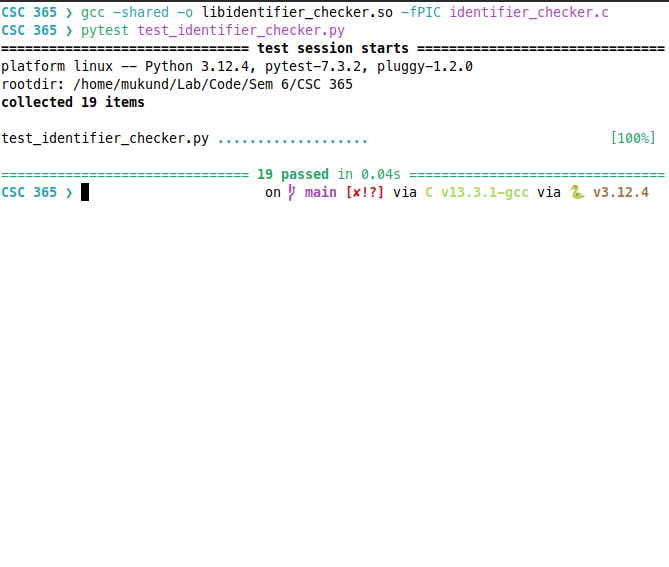 CSC 365 ❯ gcc -shared -o libidentifier_checker.so -fPIC identifier_checker.c
CSC 365 ❯ pytest test_identifier_checker.py
=============================== test session starts ===============================
platform linux -- Python 3.12.4, pytest-7.3.2, pluggy-1.2.0
rootdir: /home/mukund/Lab/Code/Sem 6/CSC 365
collected 19 items
test_identifier_checker.py ................... [100%]
=============================== 19 passed in 0.04s ================================
CSC 365 ❯ on main [✘!?] via C v13.3.1-gcc via 🐍 v3.12.4